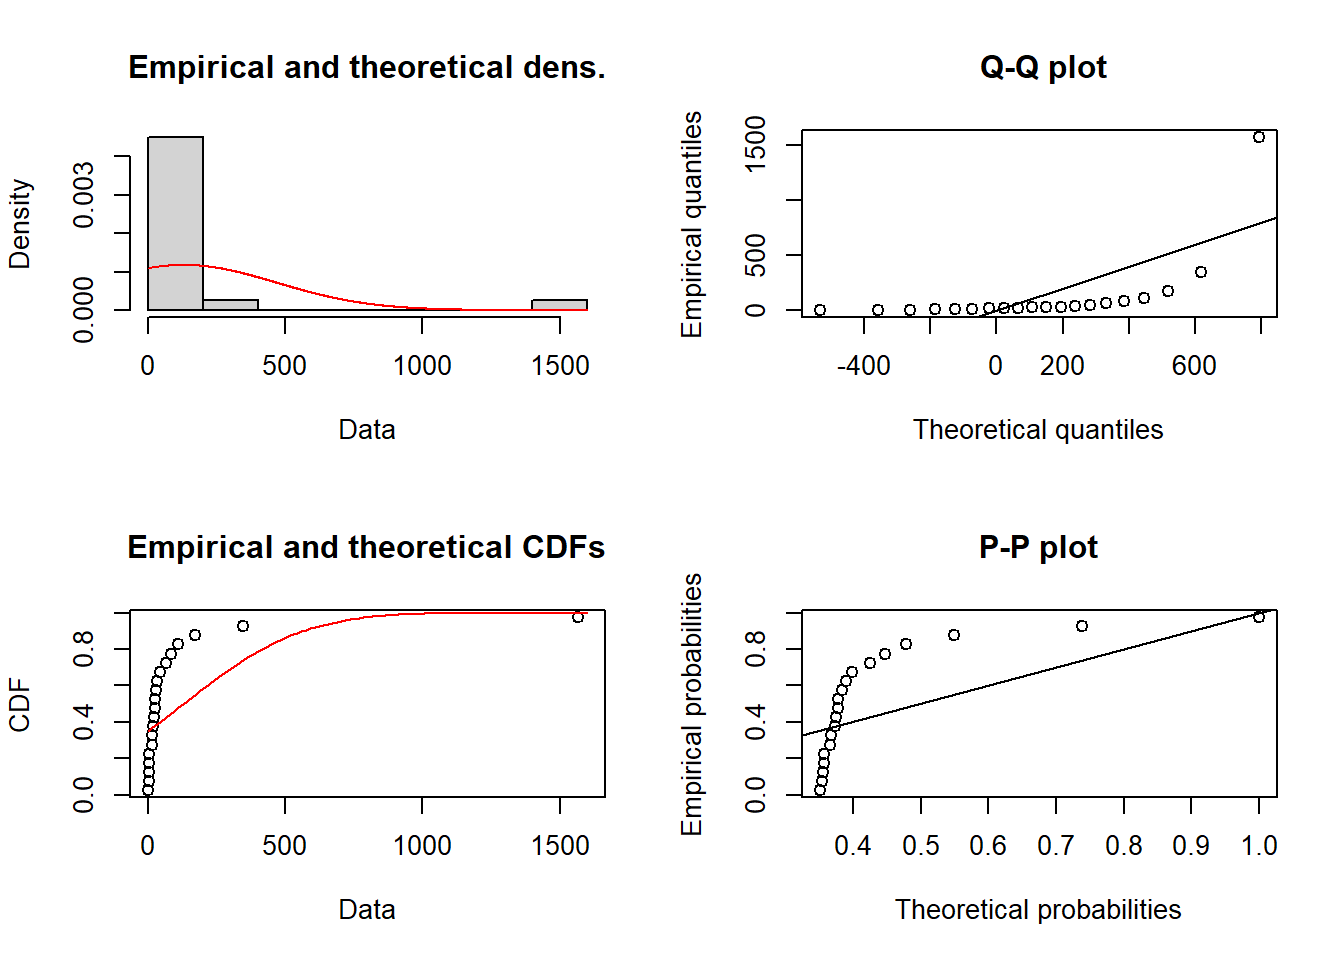 Empirical and theoretical dens.
Density
0.000
0.003
0
500
1000
1500
Data
Q-Q plot
Empirical quantiles
0
500
1500
-400
0
200
600
Theoretical quantiles
Empirical and theoretical CDFs
CDF
0.0
0.4
0.8
0
500
1000
1500
Data
P-P plot
Empirical probabilities
0.0
0.4
0.8
0.4
0.5
0.6
0.7
0.8
0.9
1.0
Theoretical probabilities